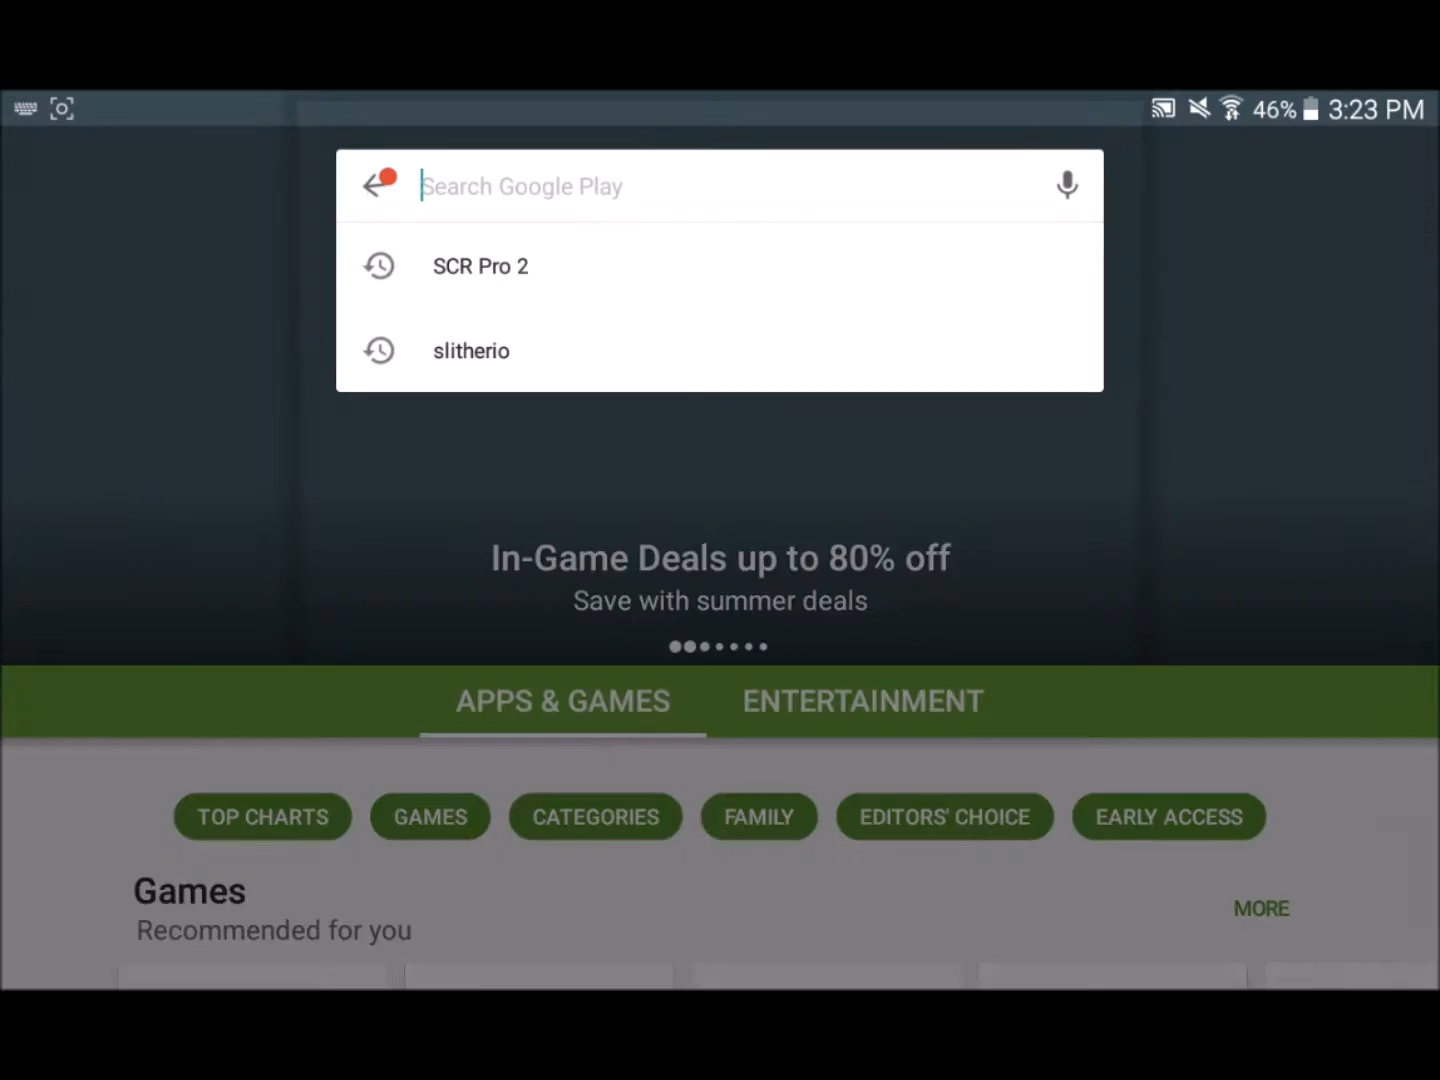 46% 3:23 PM
Search Google Play
SCR Pro 2
slitherio
In-Game Deals up to 80% off
Save with summer deals
APPS & GAMES ENTERTAINMENT
TOP CHARTS GAMES CATEGORIES FAMILY EDITORS' CHOICE EARLY ACCESS
Games
MORE
Recommended for you